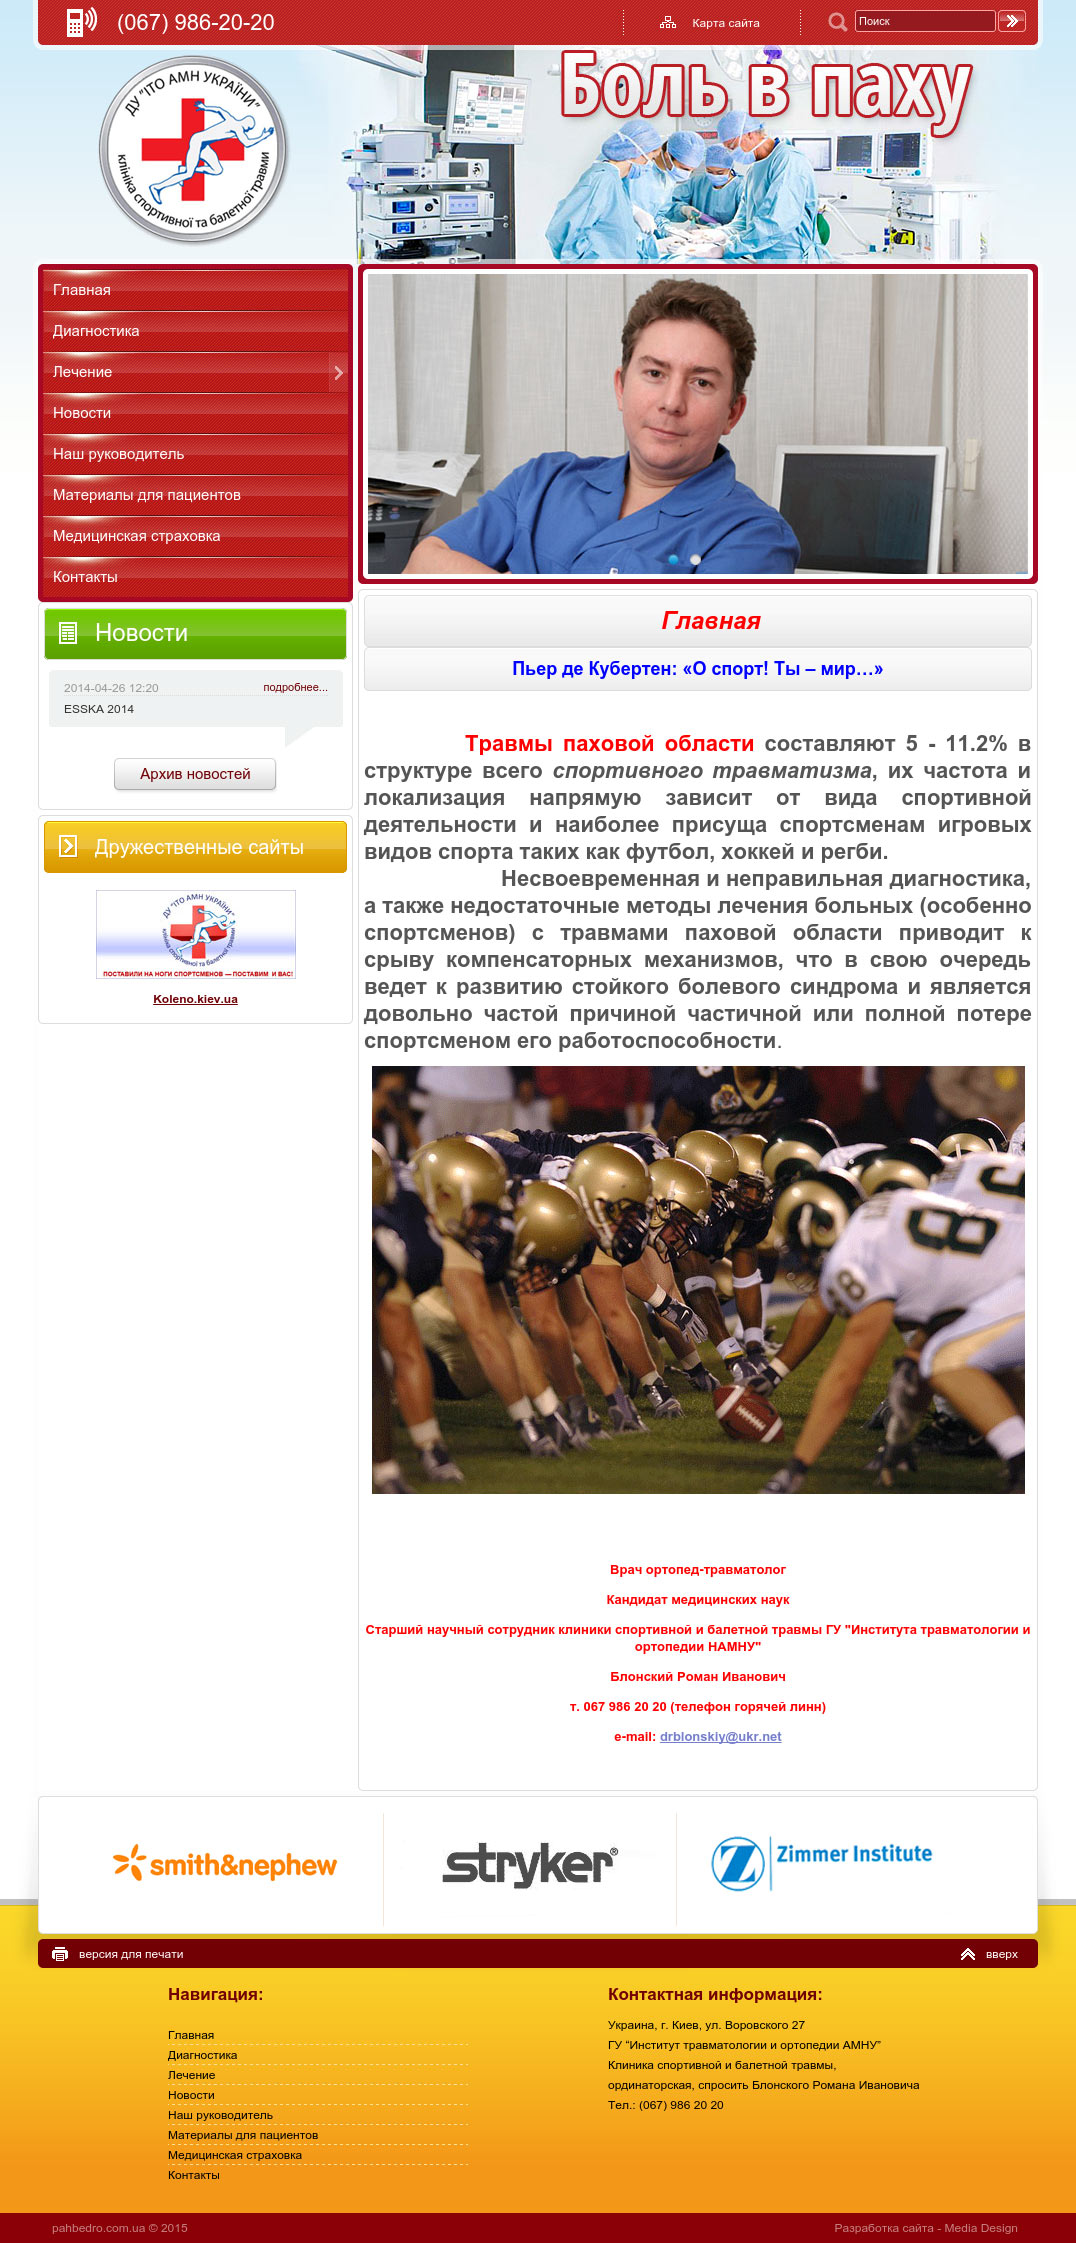 (067) 986-20-20
Карта сайта
Поиск
ДУ "ІТО АМН УКРАЇНИ"
клініка спортивної та балетної травми
Боль в паху
Главная
Диагностика
Лечение
Новости
Наш руководитель
Материалы для пациентов
Медицинская страховка
Контакты
Новости
2014-04-26 12:20
подробнее...
ESSKA 2014
Архив новостей
Дружественные сайты
ДУ "ІТО АМН УКРАЇНИ"
клініка спортивної та балетної травми
ПОСТАВИЛИ НА НОГИ СПОРТСМЕНОВ — ПОСТАВИМ И ВАС!
Koleno.kiev.ua
Главная
Пьер де Кубертен: «О спорт! Ты – мир…»
Травмы паховой области составляют 5 - 11.2% в
структуре всего спортивного травматизма, их частота и
локализация напрямую зависит от вида спортивной
деятельности и наиболее присуща спортсменам игровых
видов спорта таких как футбол, хоккей и регби.
Несвоевременная и неправильная диагностика,
а также недостаточные методы лечения больных (особенно
спортсменов) с травмами паховой области приводит к
срыву компенсаторных механизмов, что в свою очередь
ведет к развитию стойкого болевого синдрома и является
довольно частой причиной частичной или полной потере
спортсменом его работоспособности.
Врач ортопед-травматолог
Кандидат медицинских наук
Старший научный сотрудник клиники спортивной и балетной травмы ГУ "Института травматологии и
ортопедии НАМНУ"
Блонский Роман Иванович
т. 067 986 20 20 (телефон горячей линн)
e-mail: drblonskiy@ukr.net
smith&nephew
stryker®
Zimmer Institute
версия для печати
вверх
Навигация:
Главная
Диагностика
Лечение
Новости
Наш руководитель
Материалы для пациентов
Медицинская страховка
Контакты
Контактная информация:
Украина, г. Киев, ул. Воровского 27
ГУ “Институт травматологии и ортопедии АМНУ”
Клиника спортивной и балетной травмы,
ординаторская, спросить Блонского Романа Ивановича
Тел.: (067) 986 20 20
pahbedro.com.ua © 2015
Разработка сайта - Media Design